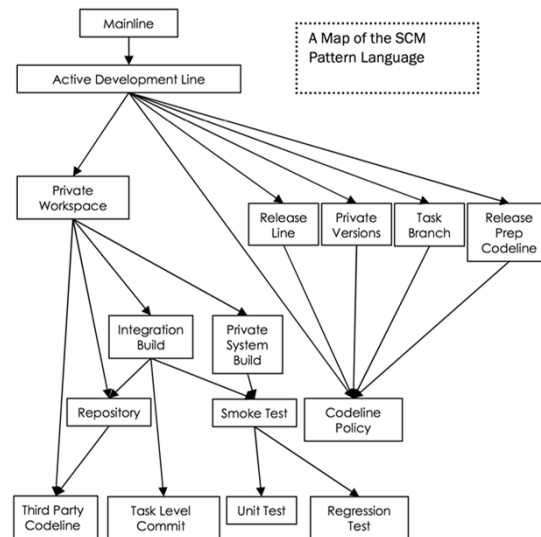 Mainline
A Map of the SCM
Pattern Language
Active Development Line
Private
Workspace
Release
Line
Private
Versions
Task
Branch
Release
Prep
Codeline
Integration
Build
Private
System
Build
Repository
Smoke Test
Codeline
Policy
Third Party
Codeline
Task Level
Commit
Unit Test
Regression
Test